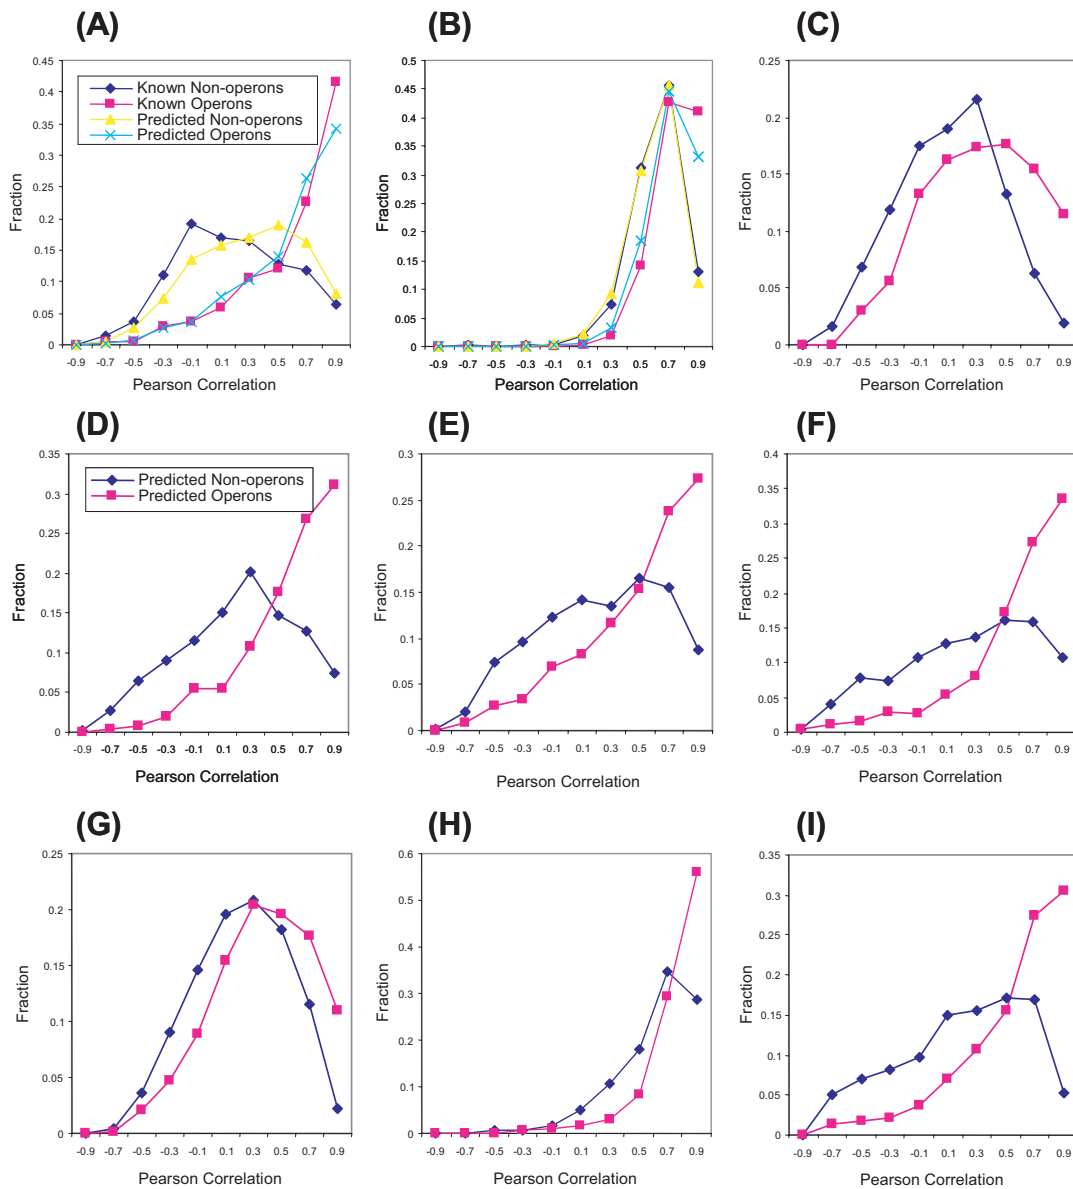 (A)
0.45
0.4
0.35
0.3
0.25
0.2
0.15
0.1
0.05
0
Fraction
Known Non-operons
Known Operons
Predicted Non-operons
Predicted Operons
-0.9 -0.7 -0.5 -0.3 -0.1 0.1 0.3 0.5 0.7 0.9
Pearson Correlation
(B)
0.5
0.45
0.4
0.35
0.3
0.25
0.2
0.15
0.1
0.05
0
Fraction
-0.9 -0.7 -0.5 -0.3 -0.1 0.1 0.3 0.5 0.7 0.9
Pearson Correlation
(C)
0.25
0.2
0.15
0.1
0.05
0
Fraction
-0.9 -0.7 -0.5 -0.3 -0.1 0.1 0.3 0.5 0.7 0.9
Pearson Correlation
(D)
0.35
0.3
0.25
0.2
0.15
0.1
0.05
0
Fraction
Predicted Non-operons
Predicted Operons
-0.9 -0.7 -0.5 -0.3 -0.1 0.1 0.3 0.5 0.7 0.9
Pearson Correlation
(E)
0.3
0.25
0.2
0.15
0.1
0.05
0
Fraction
-0.9 -0.7 -0.5 -0.3 -0.1 0.1 0.3 0.5 0.7 0.9
Pearson Correlation
(F)
0.4
0.35
0.3
0.25
0.2
0.15
0.1
0.05
0
Fraction
-0.9 -0.7 -0.5 -0.3 -0.1 0.1 0.3 0.5 0.7 0.9
Pearson Correlation
(G)
0.25
0.2
0.15
0.1
0.05
0
Fraction
-0.9 -0.7 -0.5 -0.3 -0.1 0.1 0.3 0.5 0.7 0.9
Pearson Correlation
(H)
0.6
0.5
0.4
0.3
0.2
0.1
0
Fraction
-0.9 -0.7 -0.5 -0.3 -0.1 0.1 0.3 0.5 0.7 0.9
Pearson Correlation
(I)
0.35
0.3
0.25
0.2
0.15
0.1
0.05
0
Fraction
-0.9 -0.7 -0.5 -0.3 -0.1 0.1 0.3 0.5 0.7 0.9
Pearson Correlation